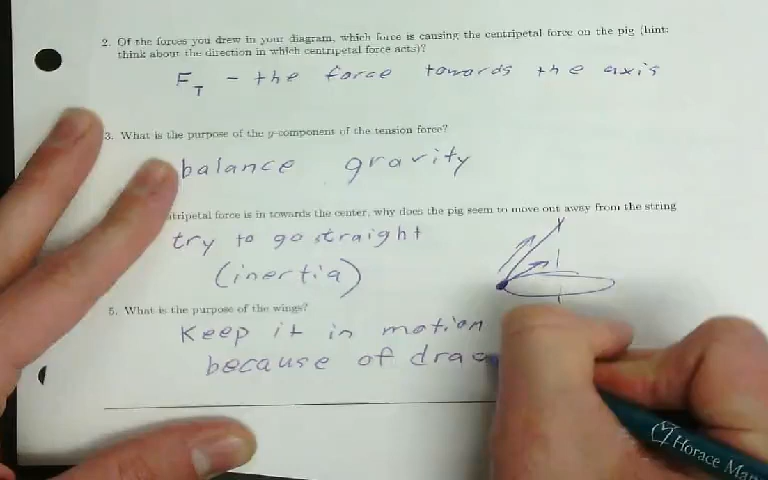 2. Of the forces you drew in your diagram, which force is causing the centripetal force on the pig (hint:
think about the direction in which centripetal force acts)?
F_T - the force towards the axis
3. What is the purpose of the y-component of the tension force?
balance gravity
force is in towards the center, why does the pig seem to move out away from the string
try to go straight
(inertia)
5. What is the purpose of the wings?
Keep it in motion
because of drag
Horace